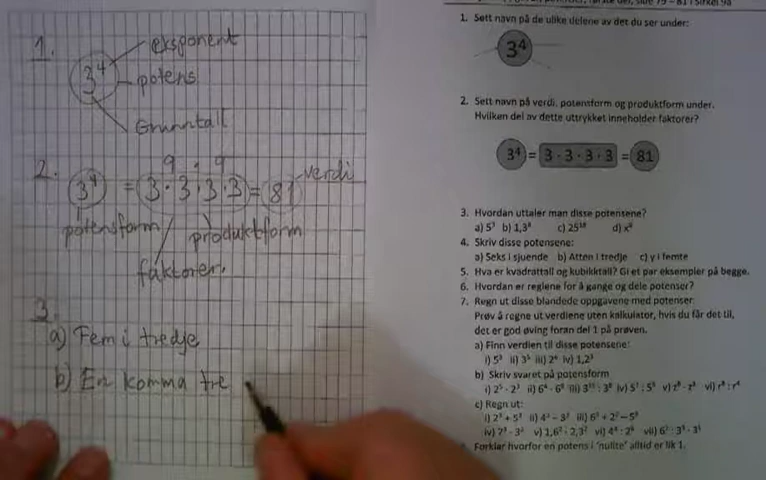 1.
3⁴
eksponent
potens
Grunntall
2.
9 · 9
3⁴ = 3·3·3·3 = 81 verdi
potensform produktform
faktorer.
3.
a) Fem i tredje
b) En komma tre
1. Sett navn på de ulike delene av det du ser under:
3⁴
2. Sett navn på verdi, potensform og produktform under.
Hvilken del av dette uttrykket inneholder faktorer?
3⁴ = 3 · 3 · 3 · 3 = 81
3. Hvordan uttaler man disse potensene?
4. Skriv disse potensene:
a) Seks i sjuende b) Atten i tredje c) y i femte
5. Hva er kvadrattall og kubikktall? Gi et par eksempler på begge.
6. Hvordan er reglene for å gange og dele potenser?
7. Regn ut disse blandede oppgavene med potenser.
Prøv å regne ut verdiene uten kalkulator, hvis du får det til,
det er god øving foran del 1 på prøven.
a) Finn verdien til disse potensene:
b) Skriv svaret på potensform
c) Regn ut:
Forklar hvorfor en potens i 'nullte' alltid er lik 1.